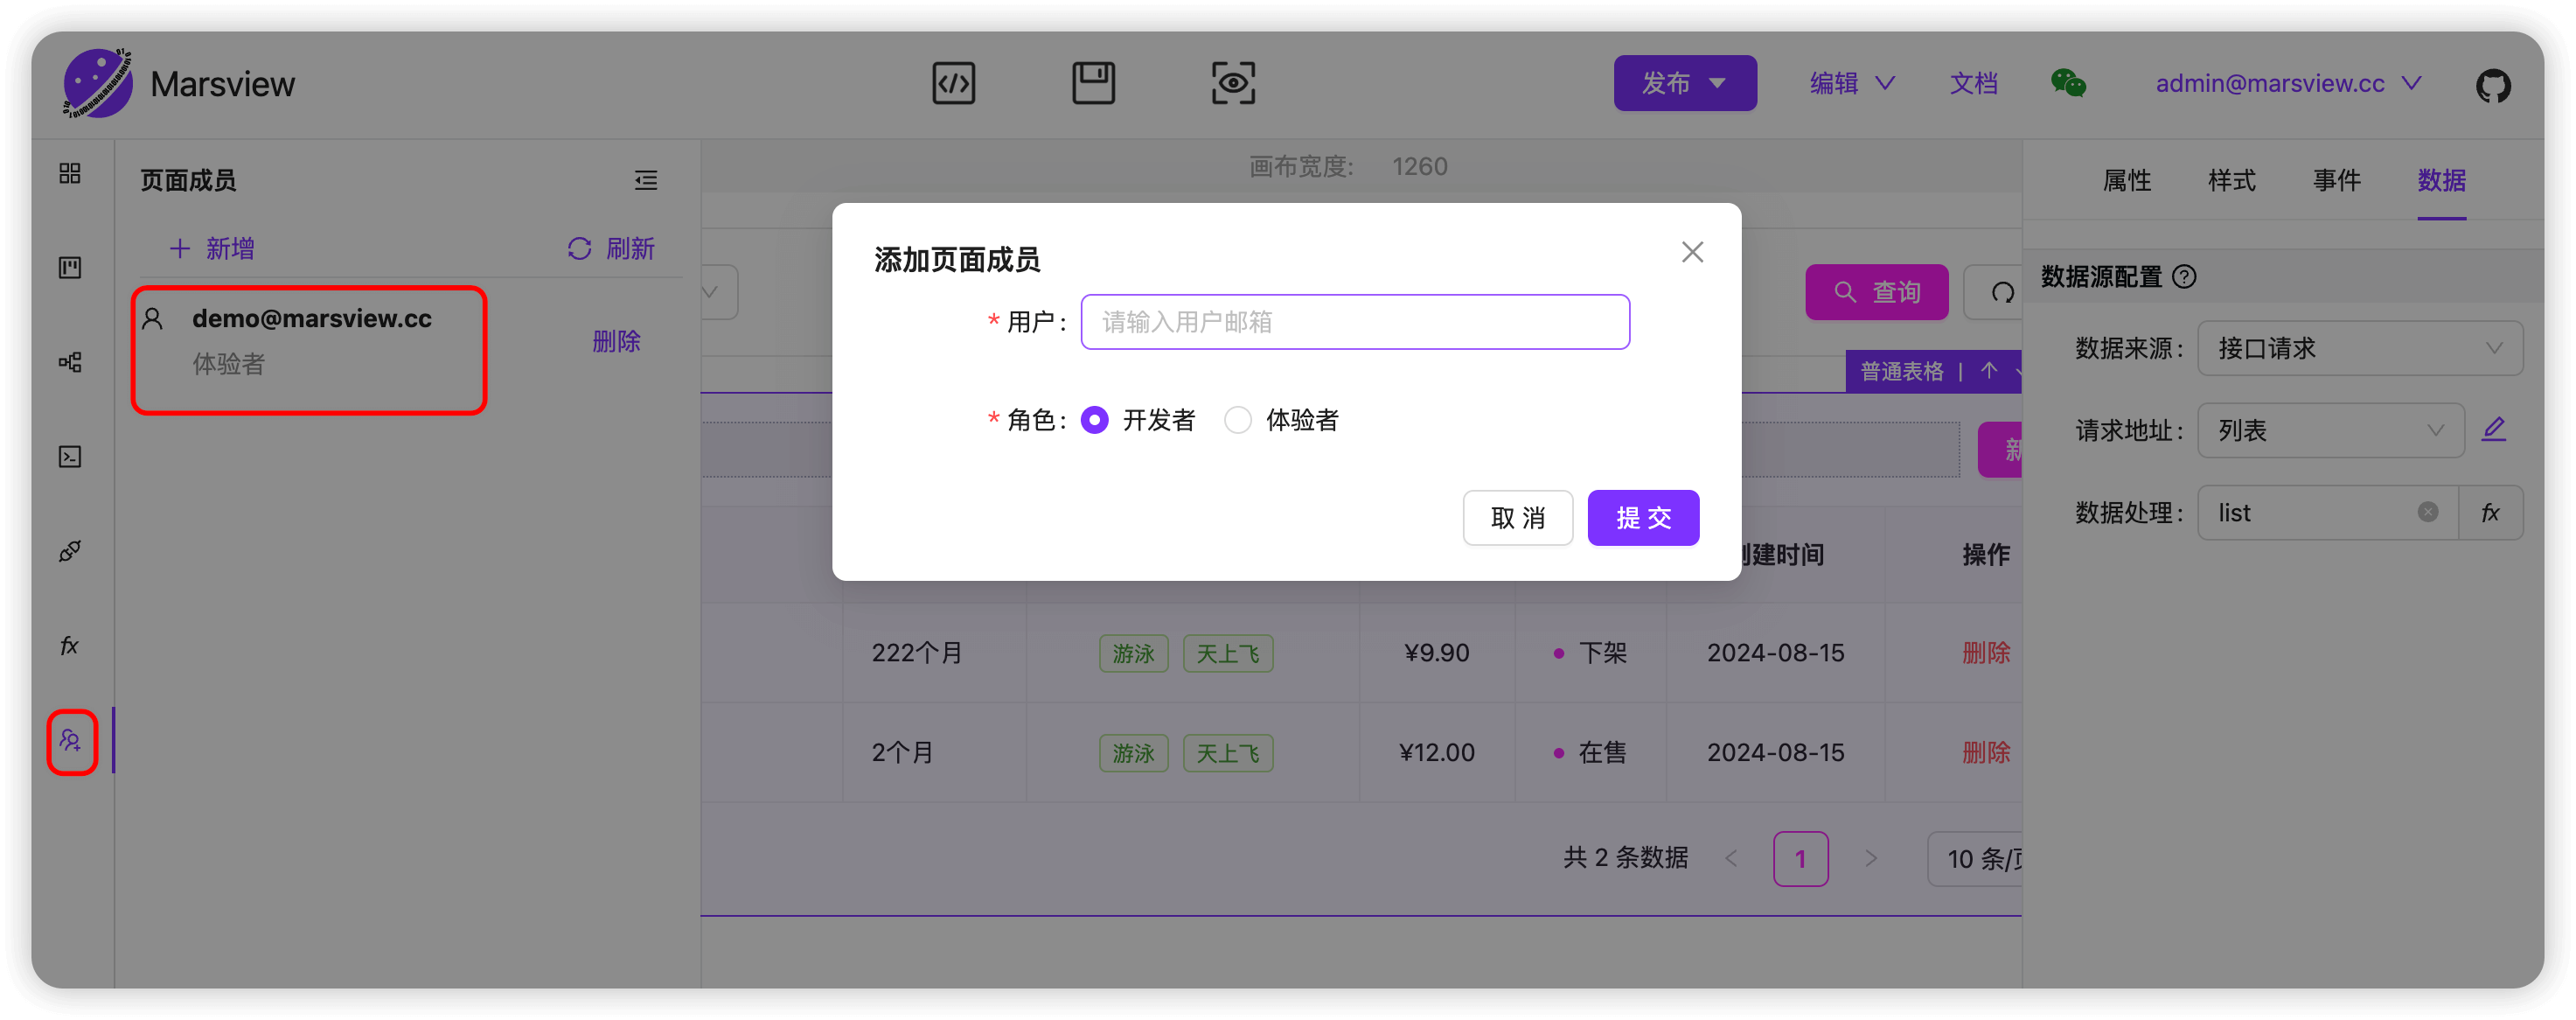 Marsview
发布
编辑
文档
admin@marsview.cc
页面成员
新增
刷新
demo@marsview.cc
体验者
删除
画布宽度: 1260
添加页面成员
* 用户:
请输入用户邮箱
* 角色:
开发者
体验者
取 消
提 交
查询
普通表格
创建时间
操作
222个月
游泳
天上飞
¥9.90
下架
2024-08-15
删除
2个月
游泳
天上飞
¥12.00
在售
2024-08-15
删除
共 2 条数据
1
10 条/页
属性
样式
事件
数据
数据源配置
数据来源:
接口请求
请求地址:
列表
数据处理:
list
fx
fx